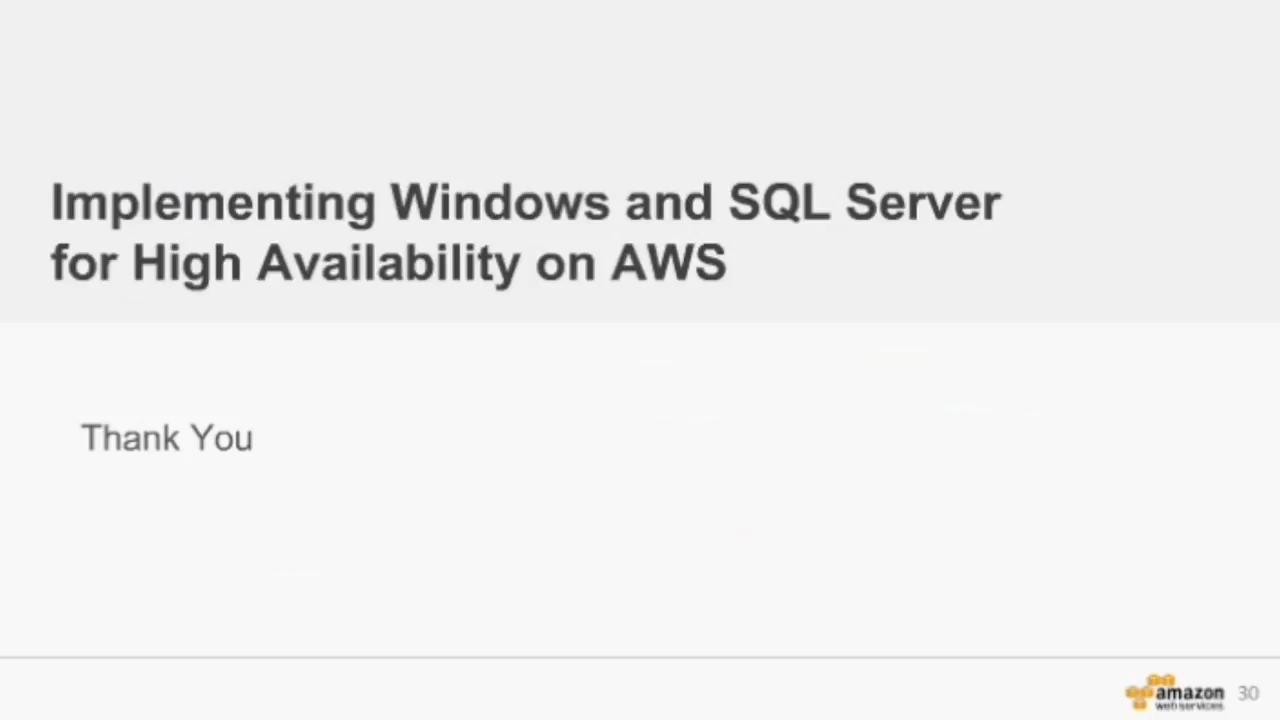 Implementing Windows and SQL Server
for High Availability on AWS
Thank You
amazon
web services
30